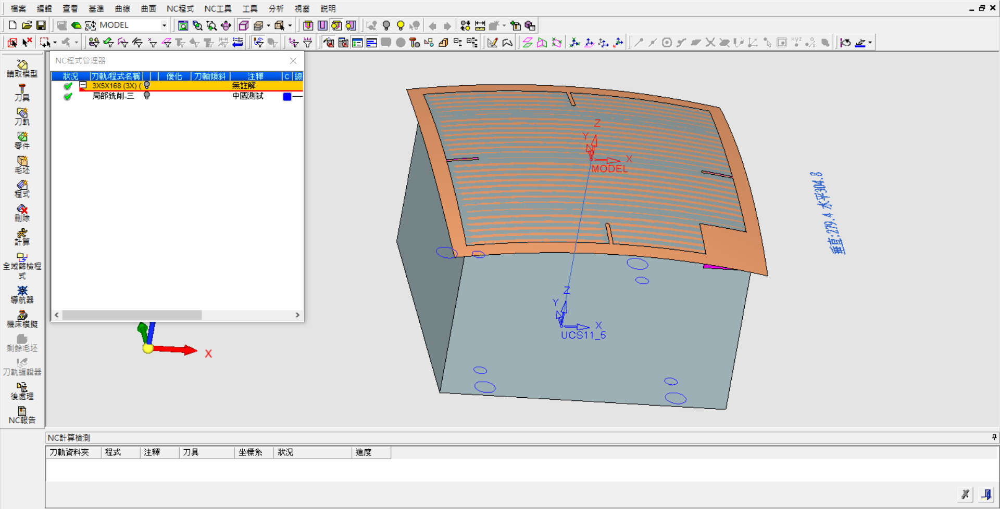 檔案 編輯 查看 基準 曲線 曲面 NC程式 NC工具 工具 分析 視窗 説明
MODEL
XYZ
讀取模型
刀具
刀軌
零件
毛坯
程式
刪除
計算
全域篩檢程
式
導航器
機床模擬
剩餘毛坯
刀軌編輯器
後處理
NC報告
NC程式管理器
狀況 刀軌/程式名稱 優化 刀軸傾斜 注釋 C 線
3X5X168 (3X) ( 無註解
局部銑削-三 中國測試
Z
Y
X
MODEL
垂直:279.4 水平304.8
Z
Y
X
UCS11_5
X
NC計算檢測
刀軌資料夾 程式 注釋 刀具 坐標系 狀況 進度